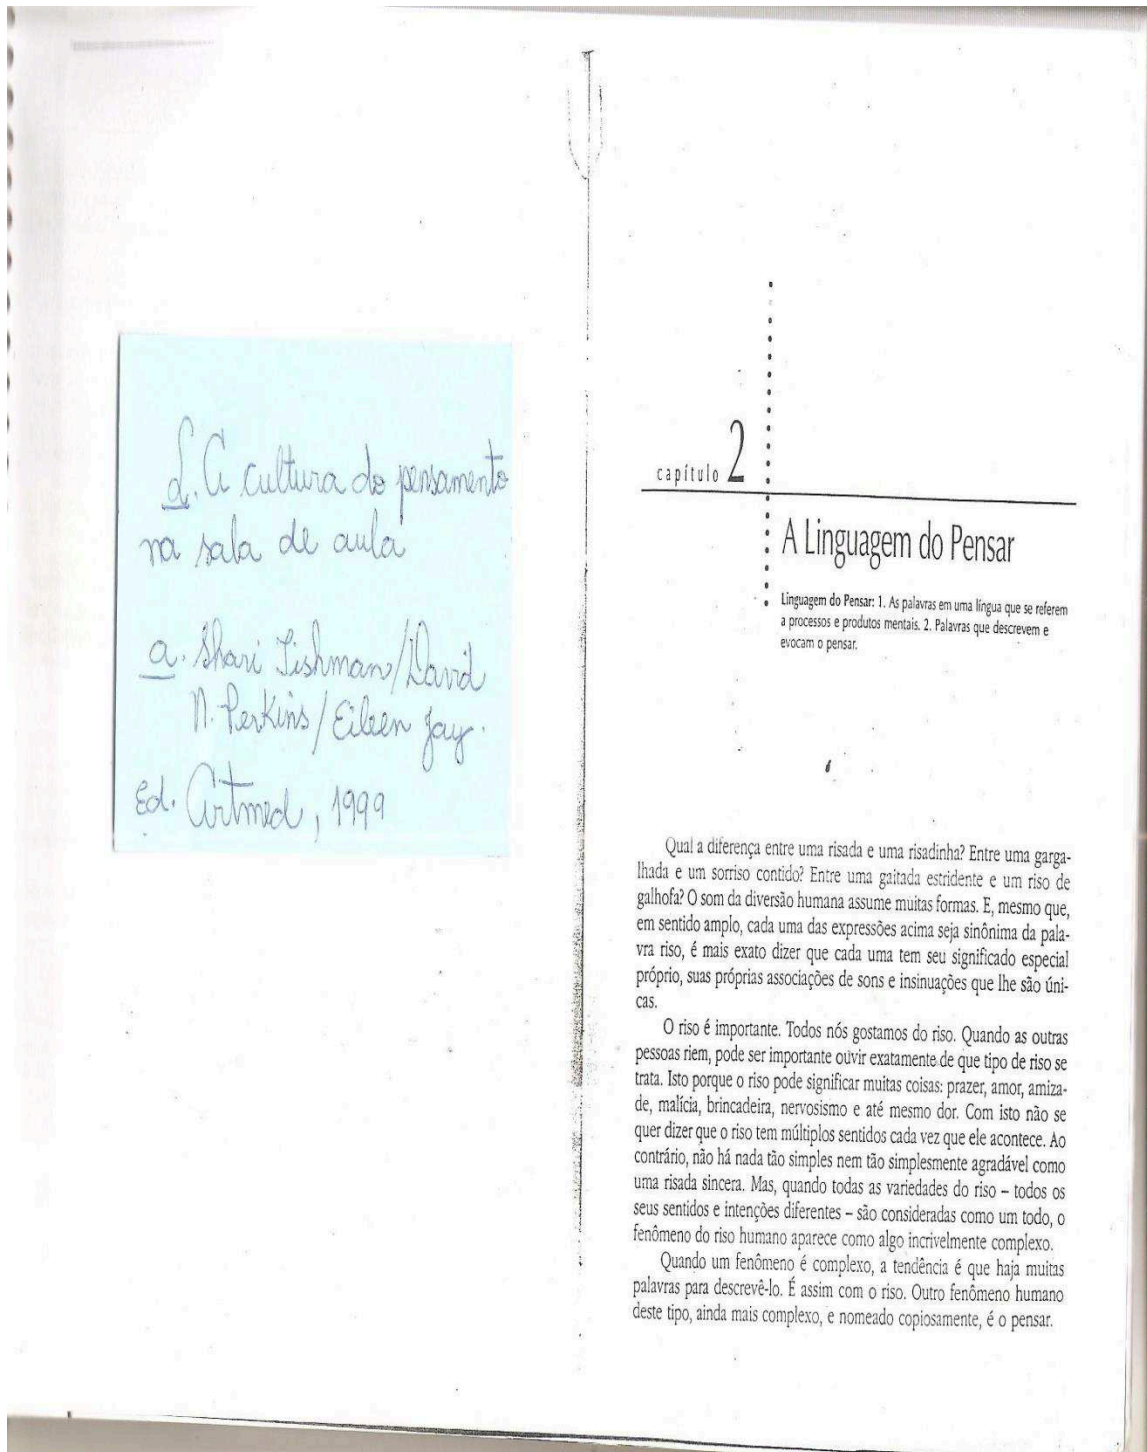 L. A cultura do pensamento
na sala de aula
a. Shari Tishman/David
N. Perkins/Eileen Jay.
Ed. Artmed, 1999
capítulo 2
A Linguagem do Pensar
Linguagem do Pensar: 1. As palavras em uma língua que se referem
a processos e produtos mentais. 2. Palavras que descrevem e
evocam o pensar.
Qual a diferença entre uma risada e uma risadinha? Entre uma garga-
lhada e um sorriso contido? Entre uma gaitada estridente e um riso de
galhofa? O som da diversão humana assume muitas formas. E, mesmo que,
em sentido amplo, cada uma das expressões acima seja sinônima da pala-
vra riso, é mais exato dizer que cada uma tem seu significado especial
próprio, suas próprias associações de sons e insinuações que lhe são úni-
cas.
O riso é importante. Todos nós gostamos do riso. Quando as outras
pessoas riem, pode ser importante ouvir exatamente de que tipo de riso se
trata. Isto porque o riso pode significar muitas coisas: prazer, amor, amiza-
de, malícia, brincadeira, nervosismo e até mesmo dor. Com isto não se
quer dizer que o riso tem múltiplos sentidos cada vez que ele acontece. Ao
contrário, não há nada tão simples nem tão simplesmente agradável como
uma risada sincera. Mas, quando todas as variedades do riso – todos os
seus sentidos e intenções diferentes – são consideradas como um todo, o
fenômeno do riso humano aparece como algo incrivelmente complexo.
Quando um fenômeno é complexo, a tendência é que haja muitas
palavras para descrevê-lo. É assim com o riso. Outro fenômeno humano
deste tipo, ainda mais complexo, e nomeado copiosamente, é o pensar.